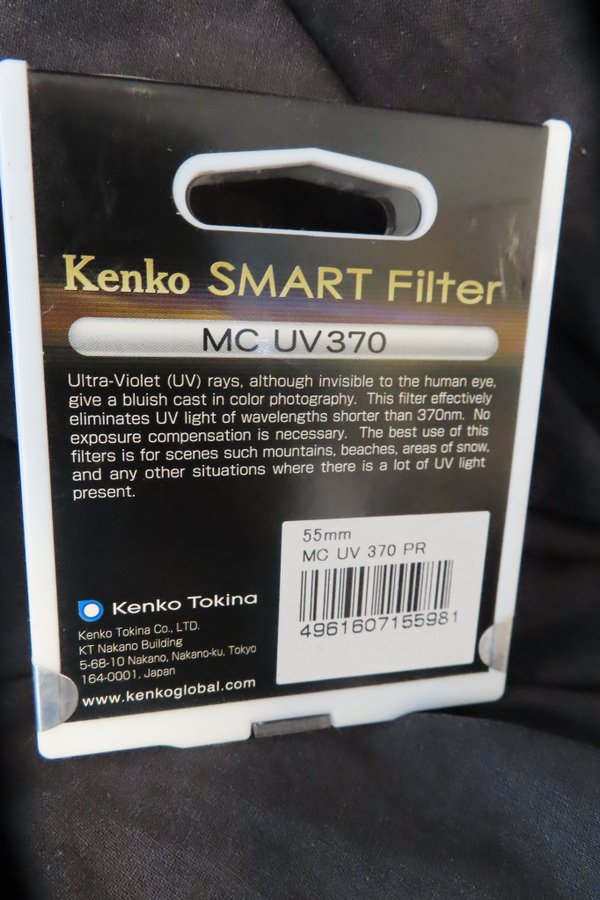 Kenko SMART Filter
MC UV370
Ultra-Violet (UV) rays, although invisible to the human eye,
give a bluish cast in color photography. This filter effectively
eliminates UV light of wavelengths shorter than 370nm. No
exposure compensation is necessary. The best use of this
filters is for scenes such mountains, beaches, areas of snow,
and any other situations where there is a lot of UV light
present.
55mm
MC UV 370 PR
4961607155981
Kenko Tokina
Kenko Tokina Co., LTD.
KT Nakano Building
5-68-10 Nakano, Nakano-ku, Tokyo
164-0001, Japan
www.kenkoglobal.com